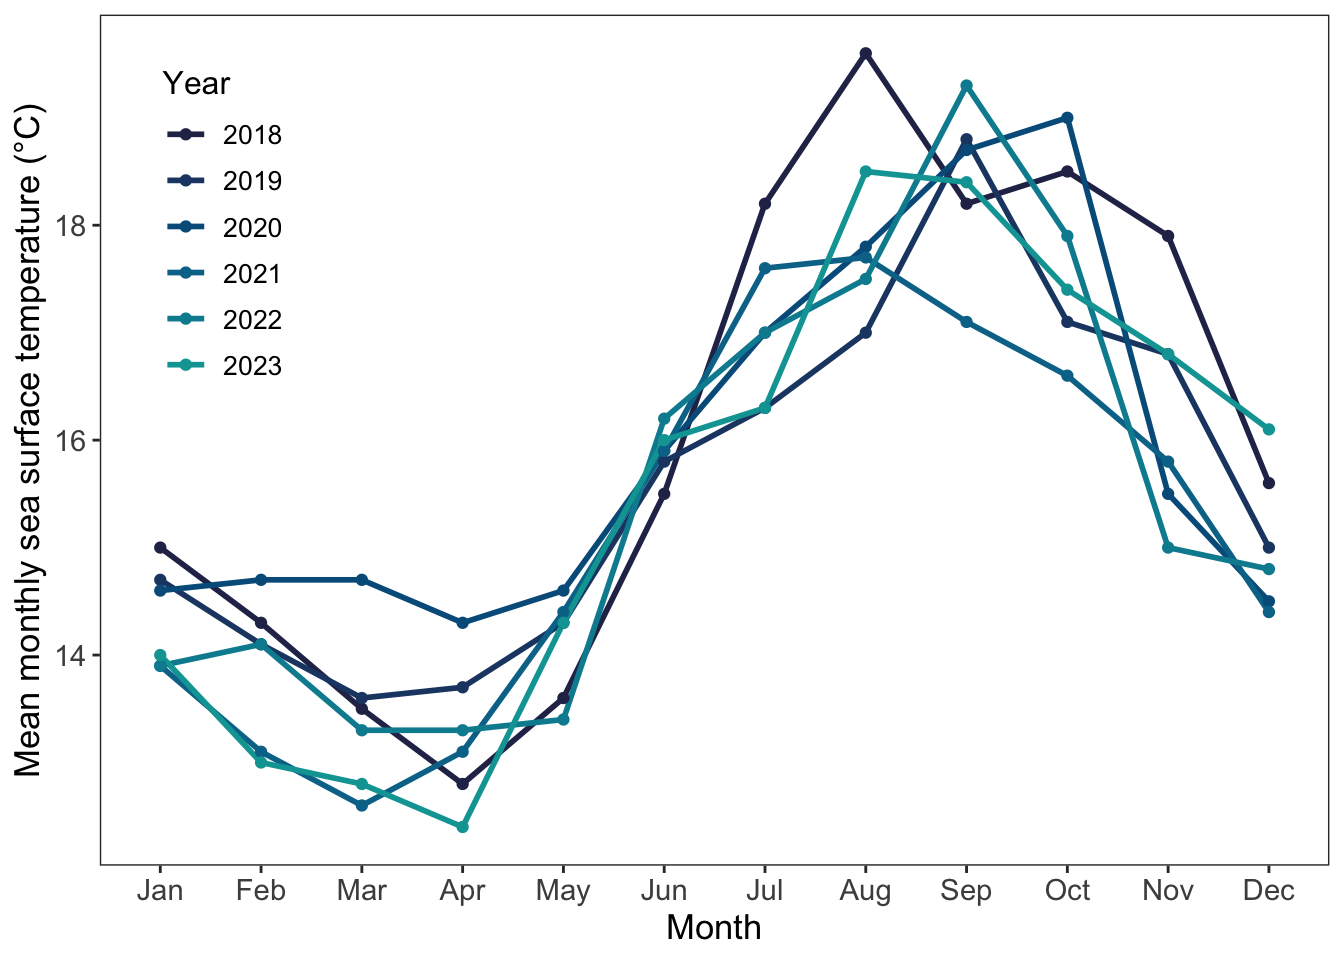 Year
2018
2019
2020
2021
2022
2023
Mean monthly sea surface temperature (°C)
18
16
14
Jan Feb Mar Apr May Jun Jul Aug Sep Oct Nov Dec
Month